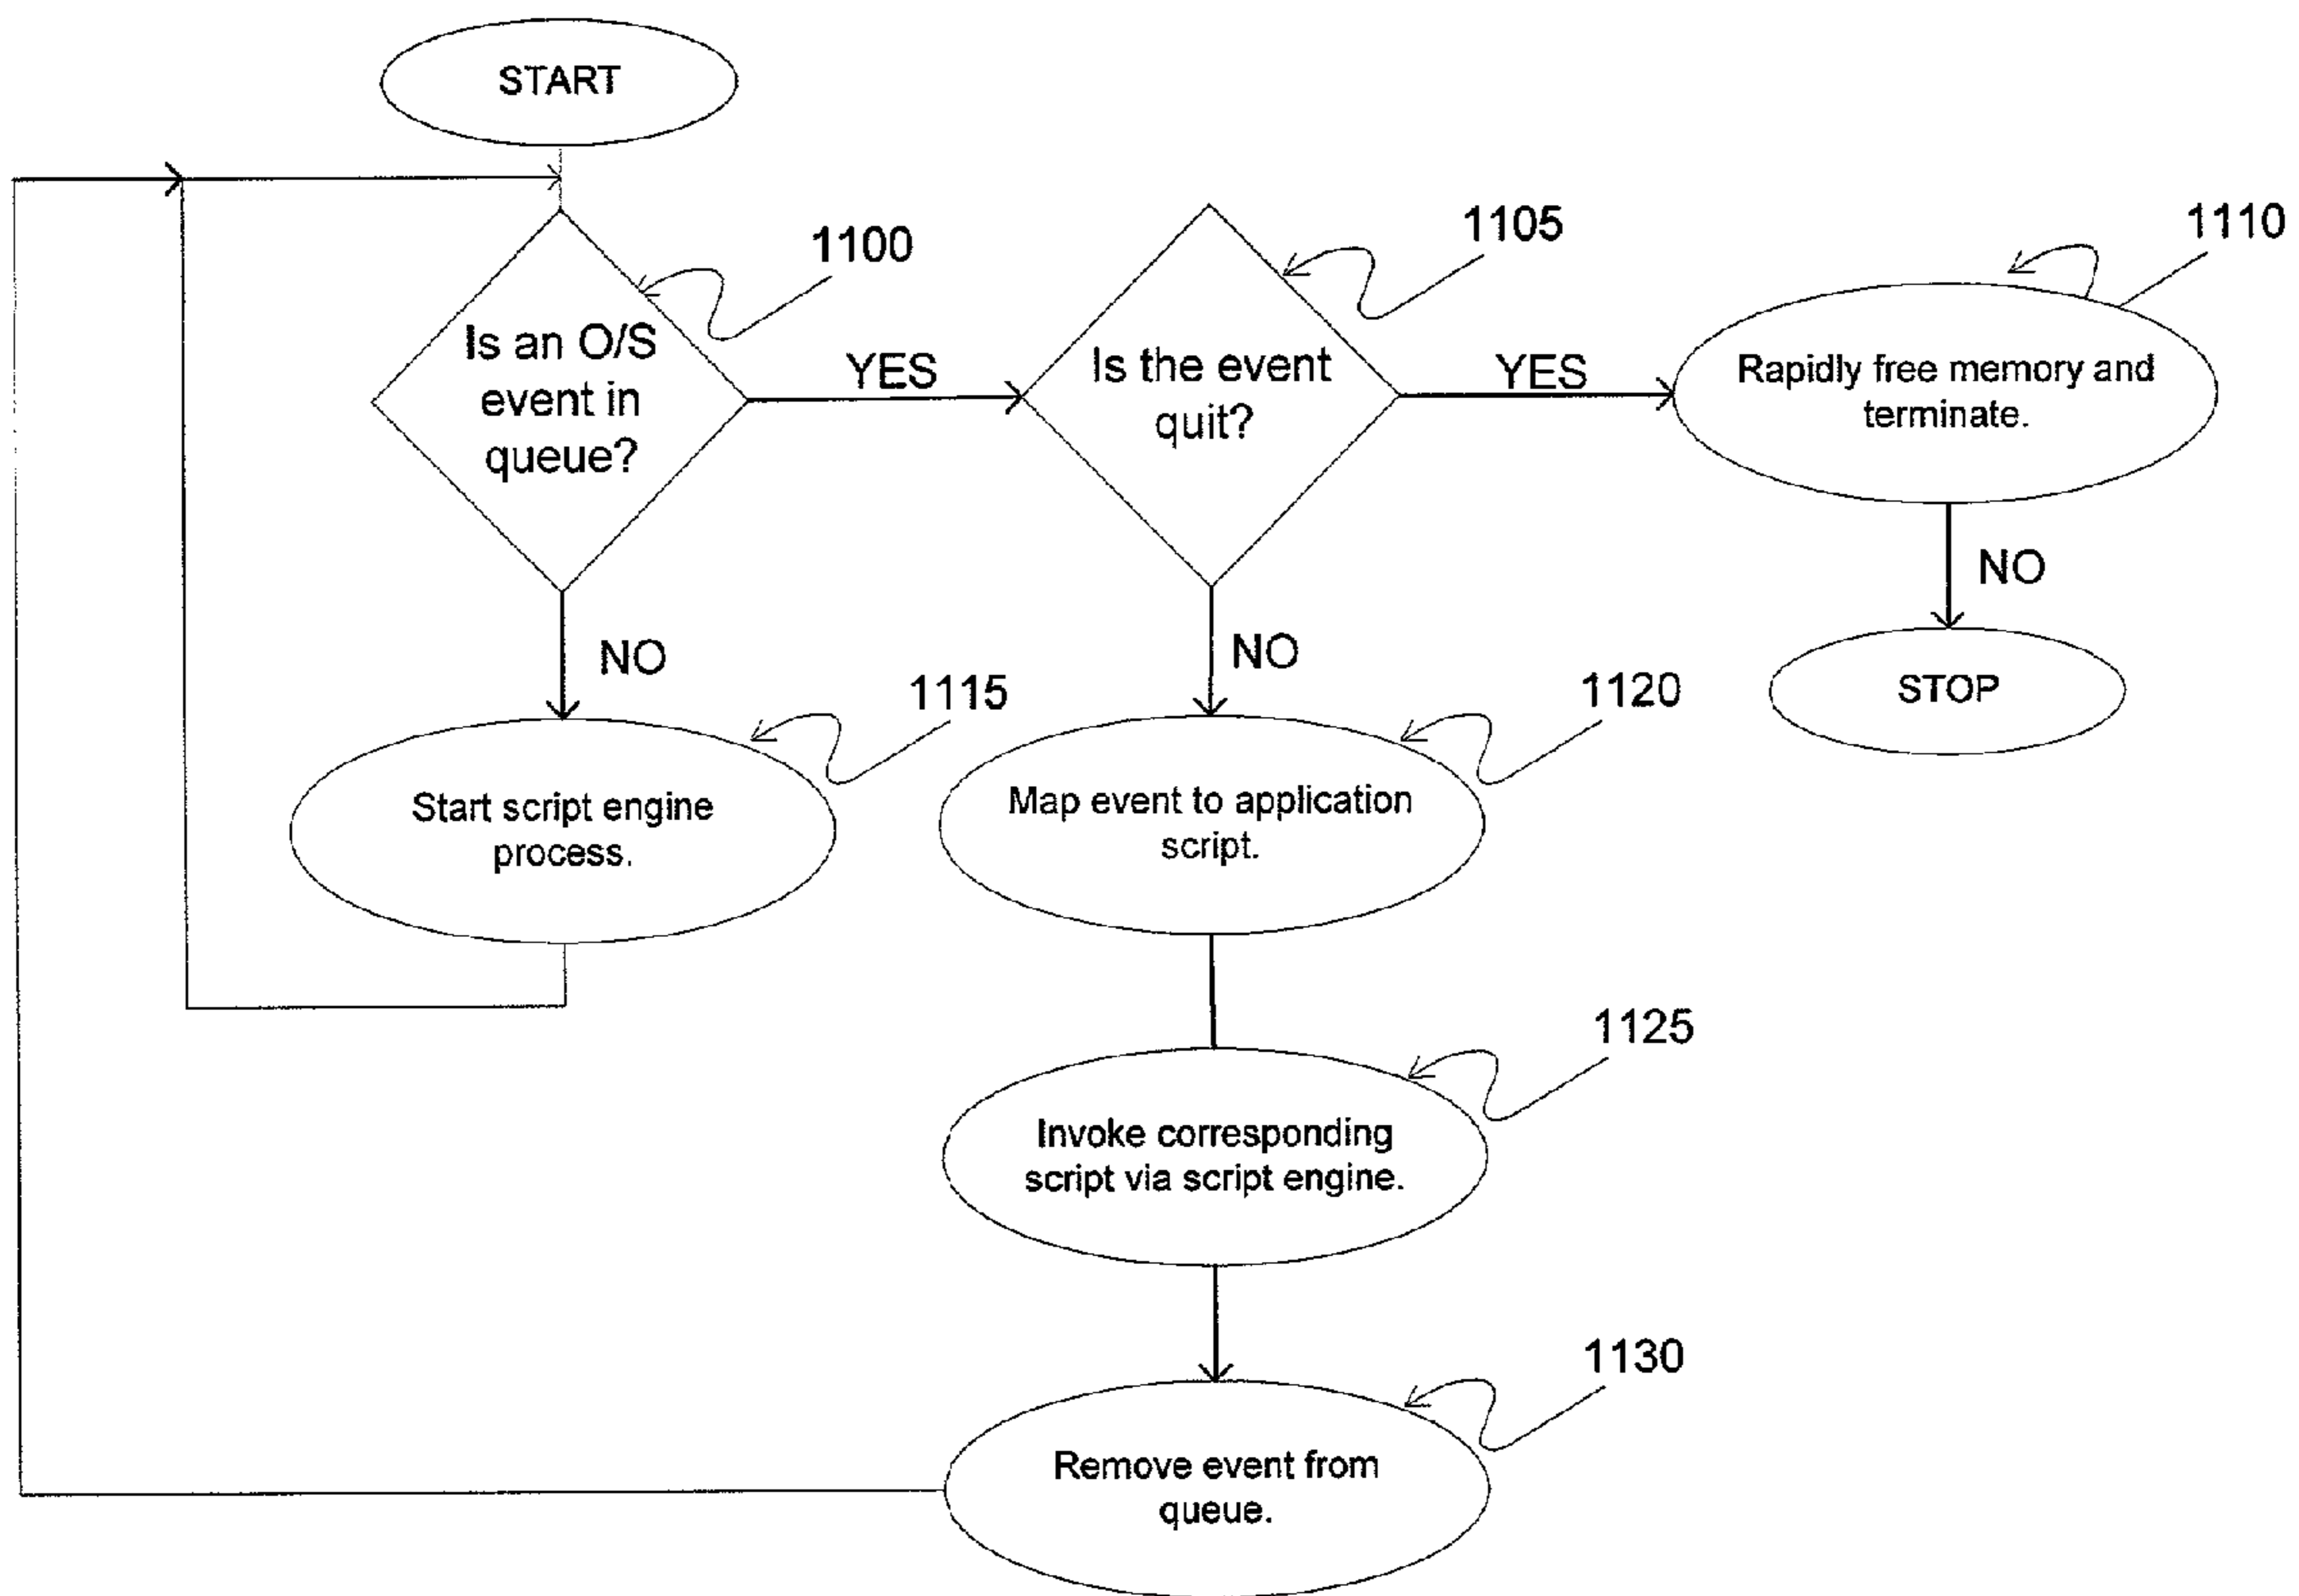 START
1100
Is an O/S
event in
queue?
YES
1105
Is the event
quit?
YES
1110
Rapidly free memory and
terminate.
NO
STOP
NO
1115
Start script engine
process.
NO
1120
Map event to application
script.
1125
Invoke corresponding
script via script engine.
1130
Remove event from
queue.